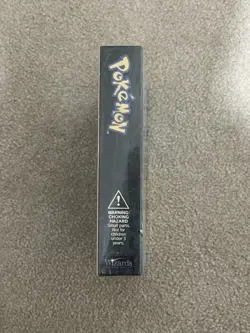 POKéMON
WARNING:
CHOKING
HAZARD
Small parts.
Not for
children
under 3
years.
Wizards